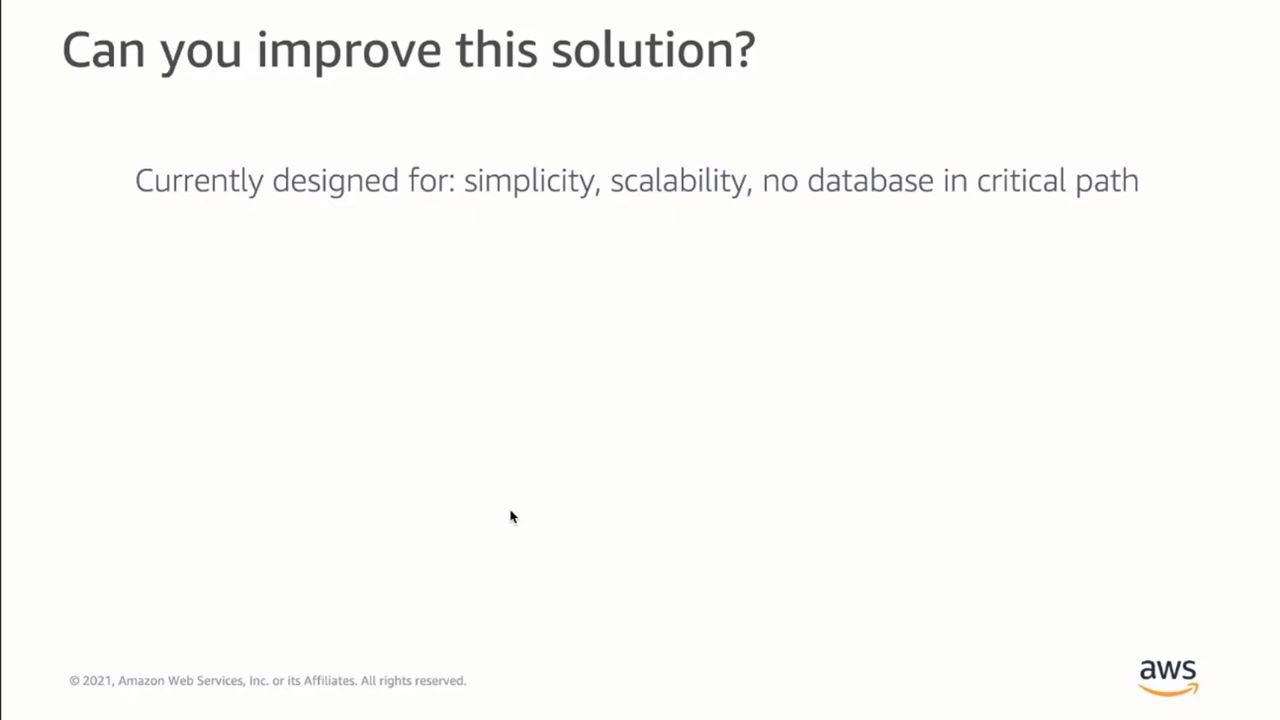 Can you improve this solution?
Currently designed for: simplicity, scalability, no database in critical path
© 2021, Amazon Web Services, Inc. or its Affiliates. All rights reserved.
aws